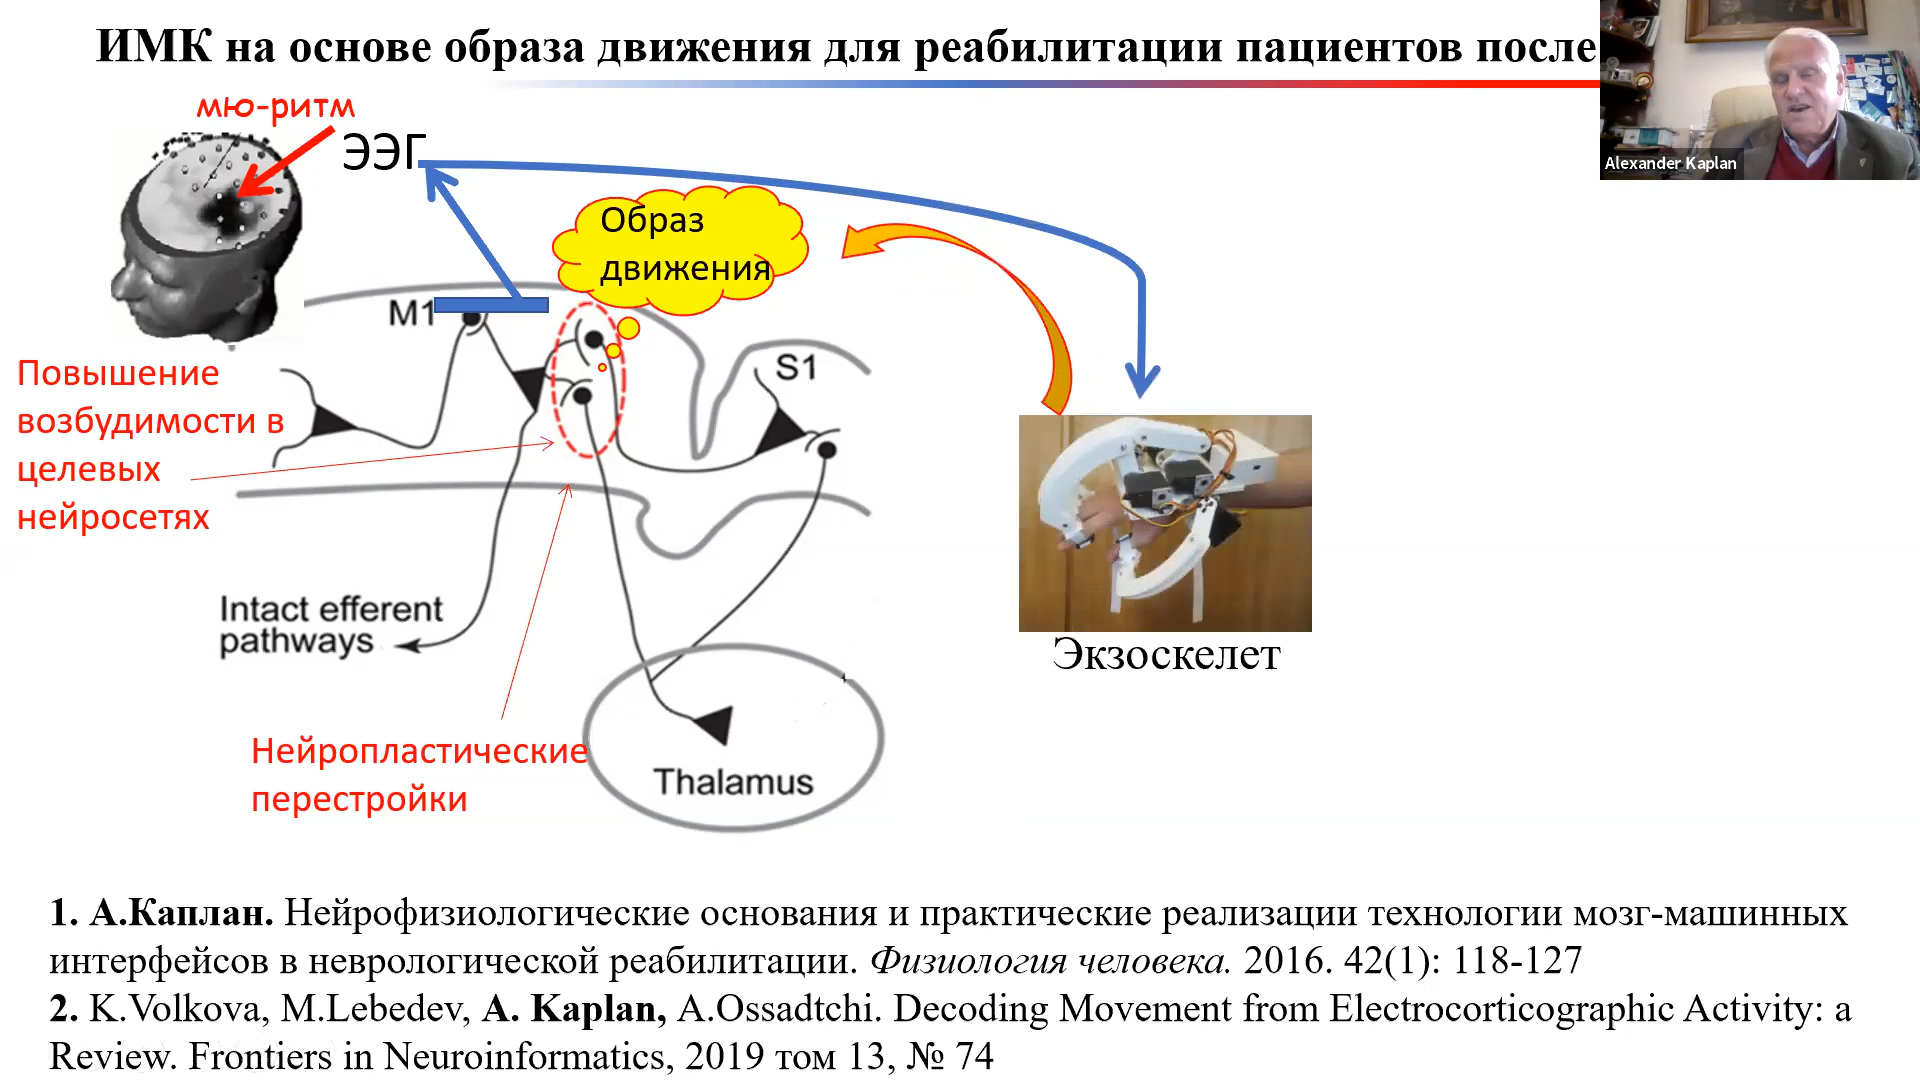 ИМК на основе образа движения для реабилитации пациентов после
Alexander Kaplan
мю-ритм
ЭЭГ
Образ
движения
M1
S1
Повышение
возбудимости в
целевых
нейросетях
Intact efferent
pathways
Экзоскелет
Нейропластические
перестройки
Thalamus
1. А.Каплан. Нейрофизиологические основания и практические реализации технологии мозг-машинных
интерфейсов в неврологической реабилитации. Физиология человека. 2016. 42(1): 118-127
2. K.Volkova, M.Lebedev, A. Kaplan, A.Ossadtchi. Decoding Movement from Electrocorticographic Activity: a
Review. Frontiers in Neuroinformatics, 2019 том 13, № 74